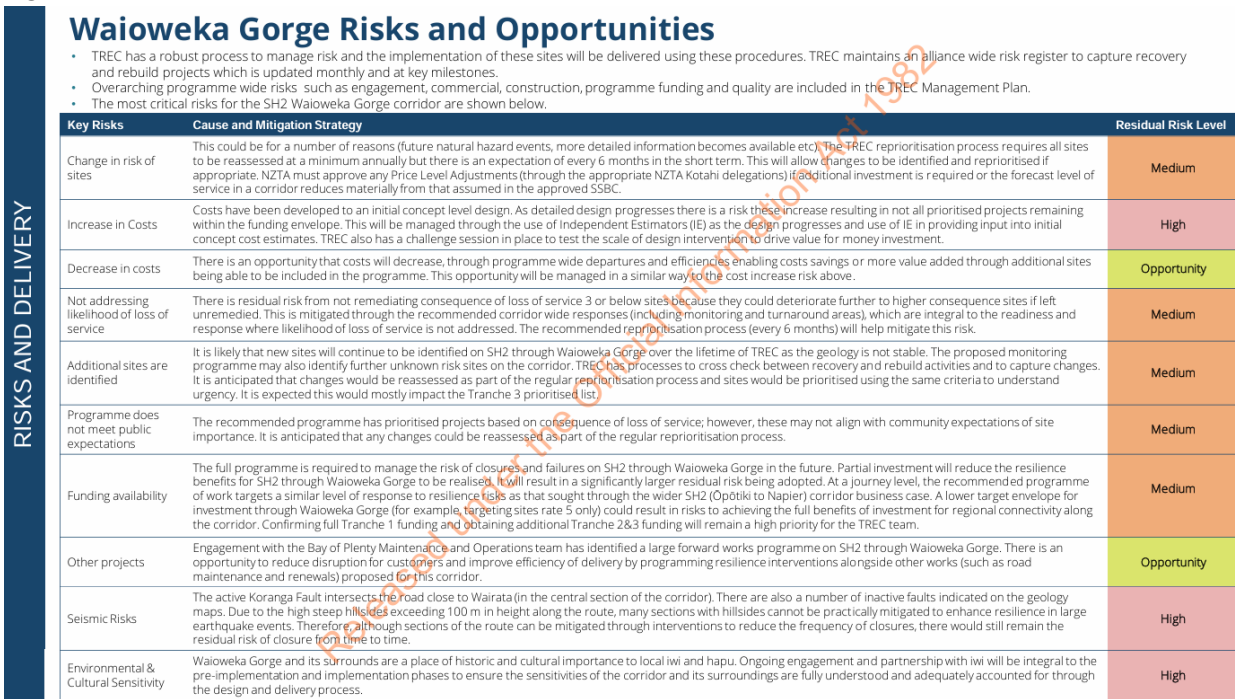 RISKS AND DELIVERY
Waioweka Gorge Risks and Opportunities
• TREC has a robust process to manage risk and the implementation of these sites will be delivered using these procedures. TREC maintains an alliance wide risk register to capture recovery
and rebuild projects which is updated monthly and at key milestones.
• Overarching programme wide risks such as engagement, commercial, construction, programme funding and quality are included in the TREC Management Plan.
• The most critical risks for the SH2 Waioweka Gorge corridor are shown below.
Key Risks Cause and Mitigation Strategy Residual Risk Level
Change in risk of
sites
This could be for a number of reasons (future natural hazard events, more detailed information becomes available etc). The TREC reprioritisation process requires all sites
to be reassessed at a minimum annually but there is an expectation of every 6 months in the short term. This will allow changes to be identified and reprioritised if
appropriate. NZTA must approve any Price Level Adjustments (through the appropriate NZTA Kotahi delegations) if additional investment is required or the forecast level of
service in a corridor reduces materially from that assumed in the approved SSBC.
Medium
Increase in Costs
Costs have been developed to an initial concept level design. As detailed design progresses there is a risk these increase resulting in not all prioritised projects remaining
within the funding envelope. This will be managed through the use of Independent Estimators (IE) as the design progresses and use of IE in providing input into initial
concept cost estimates. TREC also has a challenge session in place to test the scale of design intervention to drive value for money investment.
High
Decrease in costs
There is an opportunity that costs will decrease, through programme wide departures and efficiencies enabling costs savings or more value added through additional sites
being able to be included in the programme. This opportunity will be managed in a similar way to the cost increase risk above.
Opportunity
Not addressing
likelihood of loss of
service
There is residual risk from not remediating consequence of loss of service 3 or below sites because they could deteriorate further to higher consequence sites if left
unremedied. This is mitigated through the recommended corridor wide responses (including monitoring and turnaround areas), which are integral to the readiness and
response where likelihood of loss of service is not addressed. The recommended reprioritisation process (every 6 months) will help mitigate this risk.
Medium
Additional sites are
identified
It is likely that new sites will continue to be identified on SH2 through Waioweka Gorge over the lifetime of TREC as the geology is not stable. The proposed monitoring
programme may also identify further unknown risk sites on the corridor. TREC has processes to cross check between recovery and rebuild activities and to capture changes.
It is anticipated that changes would be reassessed as part of the regular reprioritisation process and sites would be prioritised using the same criteria to understand
urgency. It is expected this would mostly impact the Tranche 3 prioritised list.
Medium
Programme does
not meet public
expectations
The recommended programme has prioritised projects based on consequence of loss of service; however, these may not align with community expectations of site
importance. It is anticipated that any changes could be reassessed as part of the regular reprioritisation process.
Medium
Funding availability
The full programme is required to manage the risk of closures and failures on SH2 through Waioweka Gorge in the future. Partial investment will reduce the resilience
benefits for SH2 through Waioweka Gorge to be realised. It will result in a significantly larger residual risk being adopted. At a journey level, the recommended programme
of work targets a similar level of response to resilience risks as that sought through the wider SH2 (Ōpōtiki to Napier) corridor business case. A lower target envelope for
investment through Waioweka Gorge (for example, targeting sites rate 5 only) could result in risks to achieving the full benefits of investment for regional connectivity along
the corridor. Confirming full Tranche 1 funding and obtaining additional Tranche 2&3 funding will remain a high priority for the TREC team.
Medium
Other projects
Engagement with the Bay of Plenty Maintenance and Operations team has identified a large forward works programme on SH2 through Waioweka Gorge. There is an
opportunity to reduce disruption for customers and improve efficiency of delivery by programming resilience interventions alongside other works (such as road
maintenance and renewals) proposed for this corridor.
Opportunity
Seismic Risks
The active Koranga Fault intersects the road close to Wairata (in the central section of the corridor). There are also a number of inactive faults indicated on the geology
maps. Due to the high steep hillsides exceeding 100 m in height along the route, many sections with hillsides cannot be practically mitigated to enhance resilience in large
earthquake events. Therefore, although sections of the route can be mitigated through interventions to reduce the frequency of closures, there would still remain the
residual risk of closure from time to time.
High
Environmental &
Cultural Sensitivity
Waioweka Gorge and its surrounds are a place of historic and cultural importance to local iwi and hapu. Ongoing engagement and partnership with iwi will be integral to the
pre-implementation and implementation phases to ensure the sensitivities of the corridor and its surroundings are fully understood and adequately accounted for through
the design and delivery process.
High
Released under the Official Information Act 1982